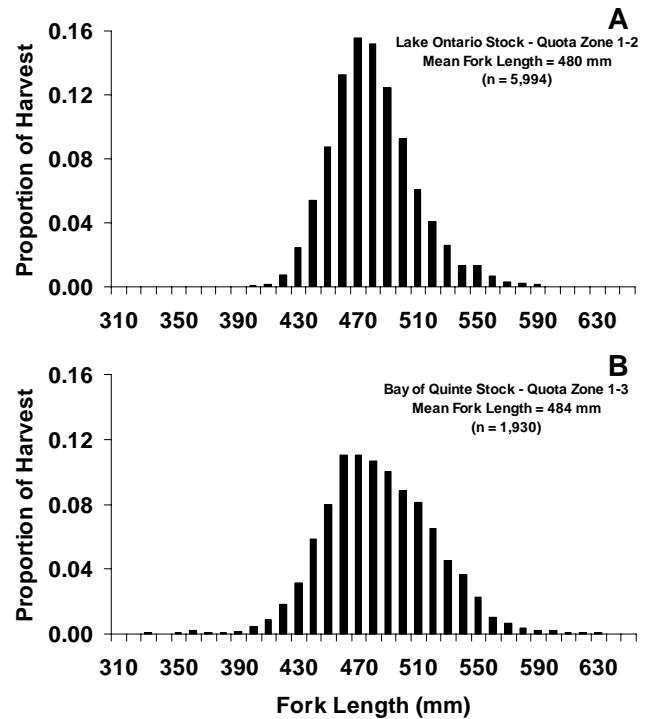 A
Lake Ontario Stock - Quota Zone 1-2
Mean Fork Length = 480 mm
(n = 5,994)
Proportion of Harvest
0.16
0.12
0.08
0.04
0.00
310 350 390 430 470 510 550 590 630
B
Bay of Quinte Stock - Quota Zone 1-3
Mean Fork Length = 484 mm
(n = 1,930)
Proportion of Harvest
0.16
0.12
0.08
0.04
0.00
310 350 390 430 470 510 550 590 630
Fork Length (mm)